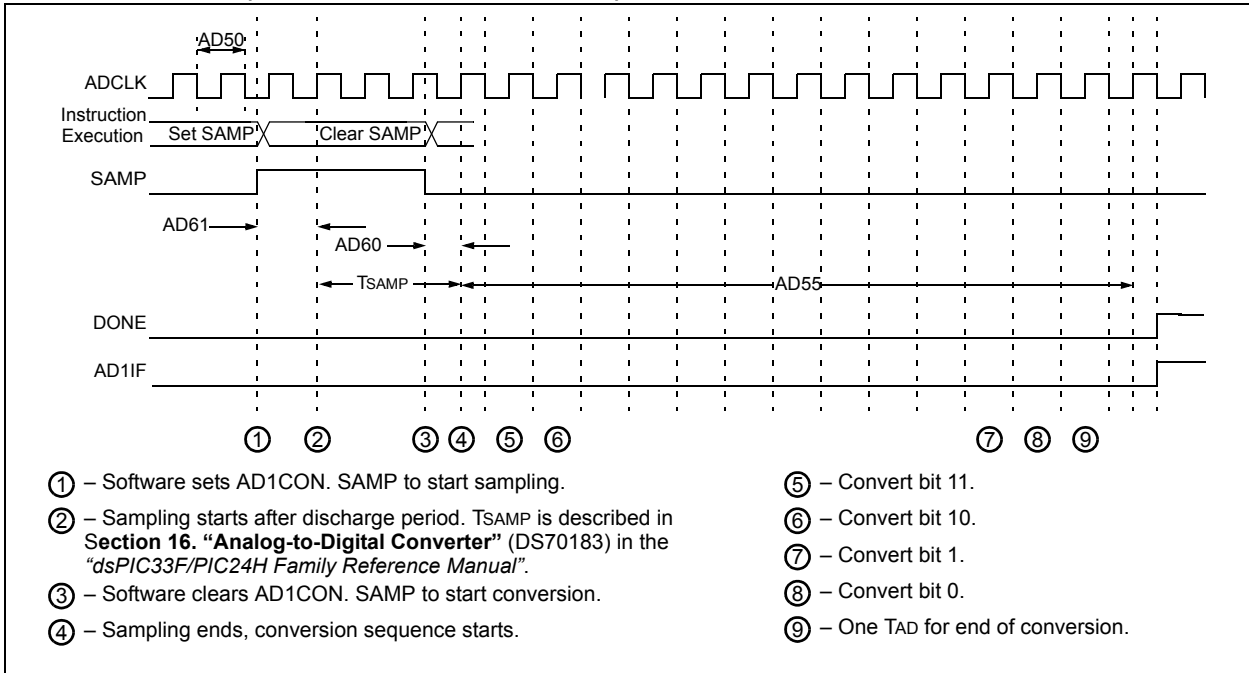 AD50
ADCLK
Instruction
Execution
Set SAMP
Clear SAMP
SAMP
AD61
AD60
TSAMP
AD55
DONE
AD1IF
1 2 3 4 5 6 7 8 9
1 – Software sets AD1CON. SAMP to start sampling.
2 – Sampling starts after discharge period. TSAMP is described in
Section 16. “Analog-to-Digital Converter” (DS70183) in the
“dsPIC33F/PIC24H Family Reference Manual”.
3 – Software clears AD1CON. SAMP to start conversion.
4 – Sampling ends, conversion sequence starts.
5 – Convert bit 11.
6 – Convert bit 10.
7 – Convert bit 1.
8 – Convert bit 0.
9 – One TAD for end of conversion.